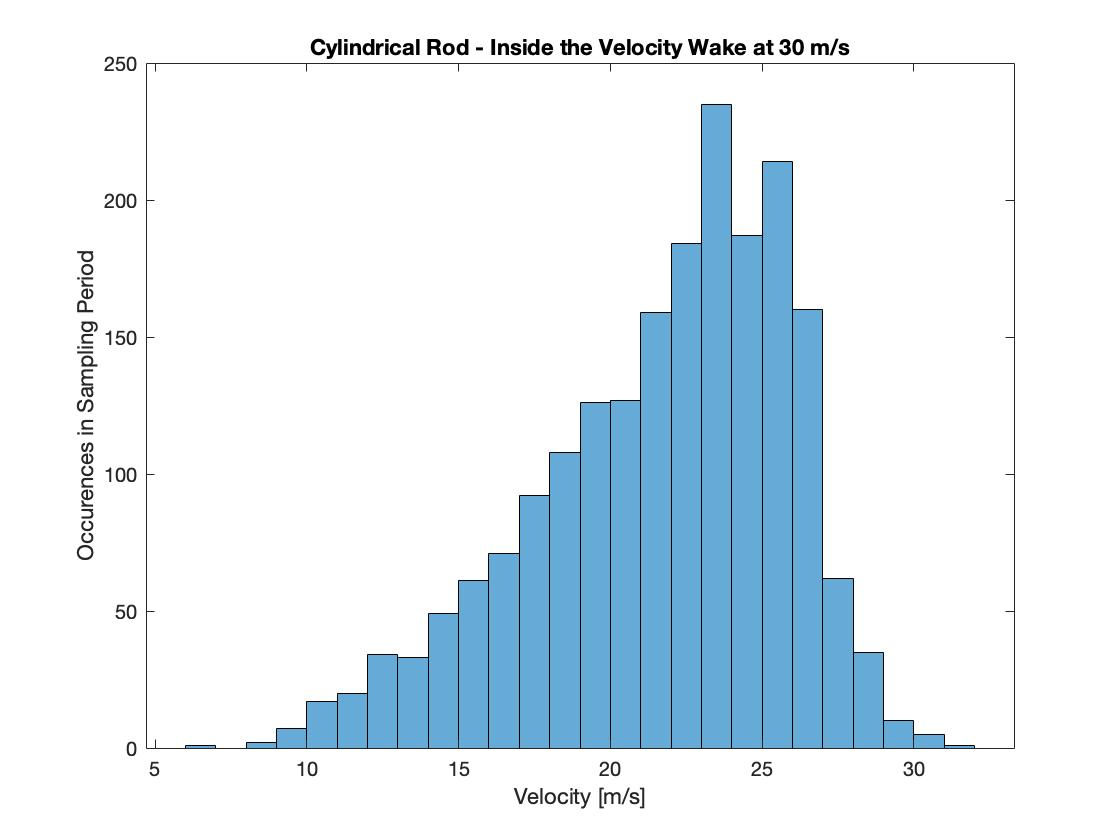 Cylindrical Rod - Inside the Velocity Wake at 30 m/s
250
200
150
100
50
0
Occurences in Sampling Period
5 10 15 20 25 30
Velocity [m/s]